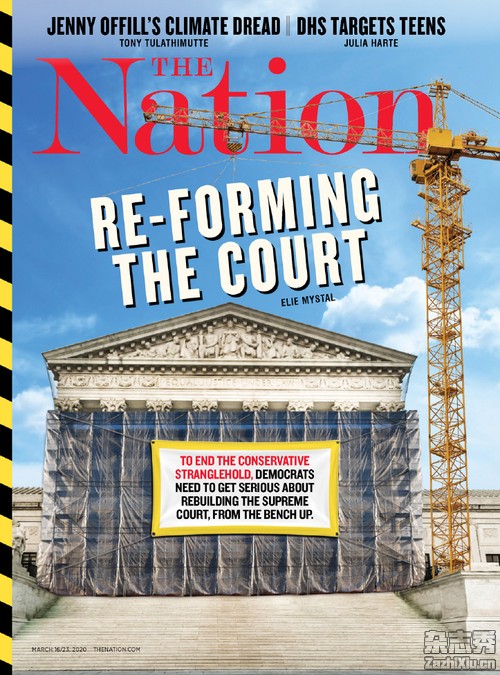 JENNY OFFILL'S CLIMATE DREAD | DHS TARGETS TEENS
TONY TULATHIMUTTE JULIA HARTE
THE
Nation
RE-FORMING
THE COURT
ELIE MYSTAL
TO END THE CONSERVATIVE
STRANGLEHOLD, DEMOCRATS
NEED TO GET SERIOUS ABOUT
REBUILDING THE SUPREME
COURT, FROM THE BENCH UP.
MARCH 16/23, 2020 THENATION.COM
杂志秀
ZazhiXiu.cn